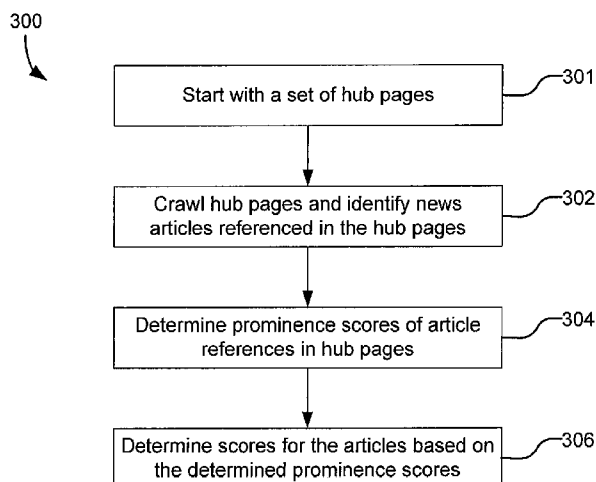 300
Start with a set of hub pages
301
Crawl hub pages and identify news
articles referenced in the hub pages
302
Determine prominence scores of article
references in hub pages
304
Determine scores for the articles based on
the determined prominence scores
306